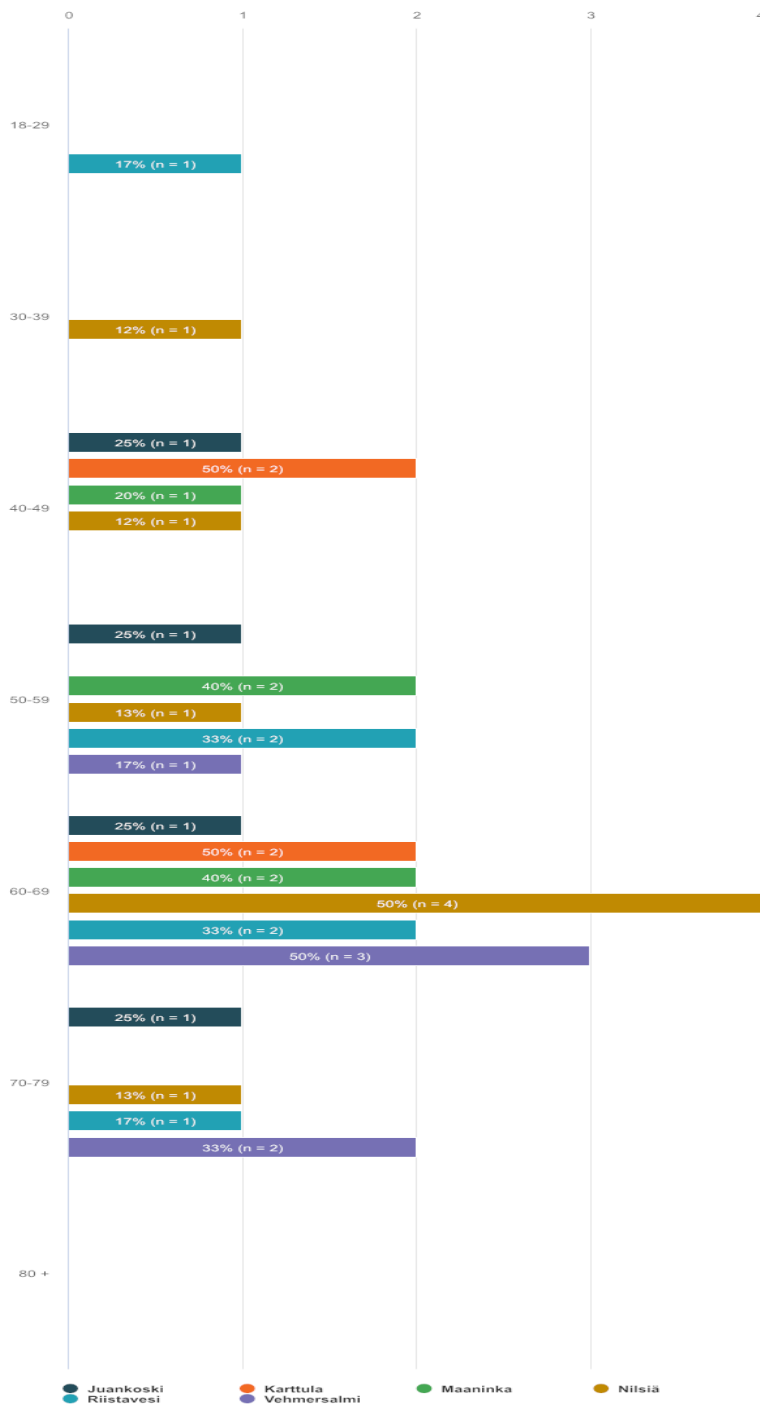 0 1 2 3 4
18-29
17% (n = 1)
30-39
12% (n = 1)
25% (n = 1)
50% (n = 2)
20% (n = 1)
40-49
12% (n = 1)
25% (n = 1)
40% (n = 2)
50-59
13% (n = 1)
33% (n = 2)
17% (n = 1)
25% (n = 1)
50% (n = 2)
40% (n = 2)
60-69
50% (n = 4)
33% (n = 2)
50% (n = 3)
25% (n = 1)
70-79
13% (n = 1)
17% (n = 1)
33% (n = 2)
80 +
Juankoski Karttula Maaninka Nilsiä
Riistavesi Vehmersalmi